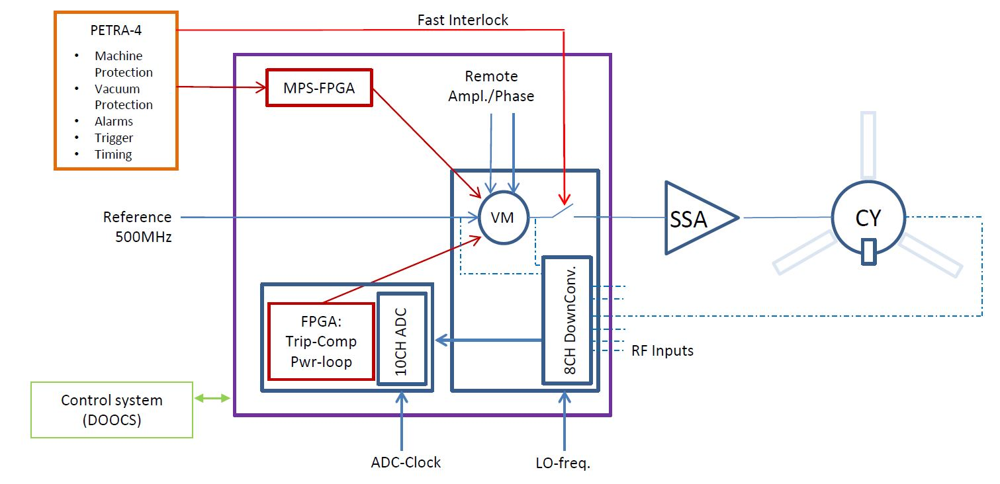 PETRA-4
• Machine
Protection
• Vacuum
Protection
• Alarms
• Trigger
• Timing
Fast Interlock
MPS-FPGA
Remote
Ampl./Phase
Reference
500MHz
VM
SSA
CY
FPGA:
Trip-Comp
Pwr-loop
10CH ADC
8CH DownConv.
RF Inputs
Control system
(DOOCS)
ADC-Clock
LO-freq.